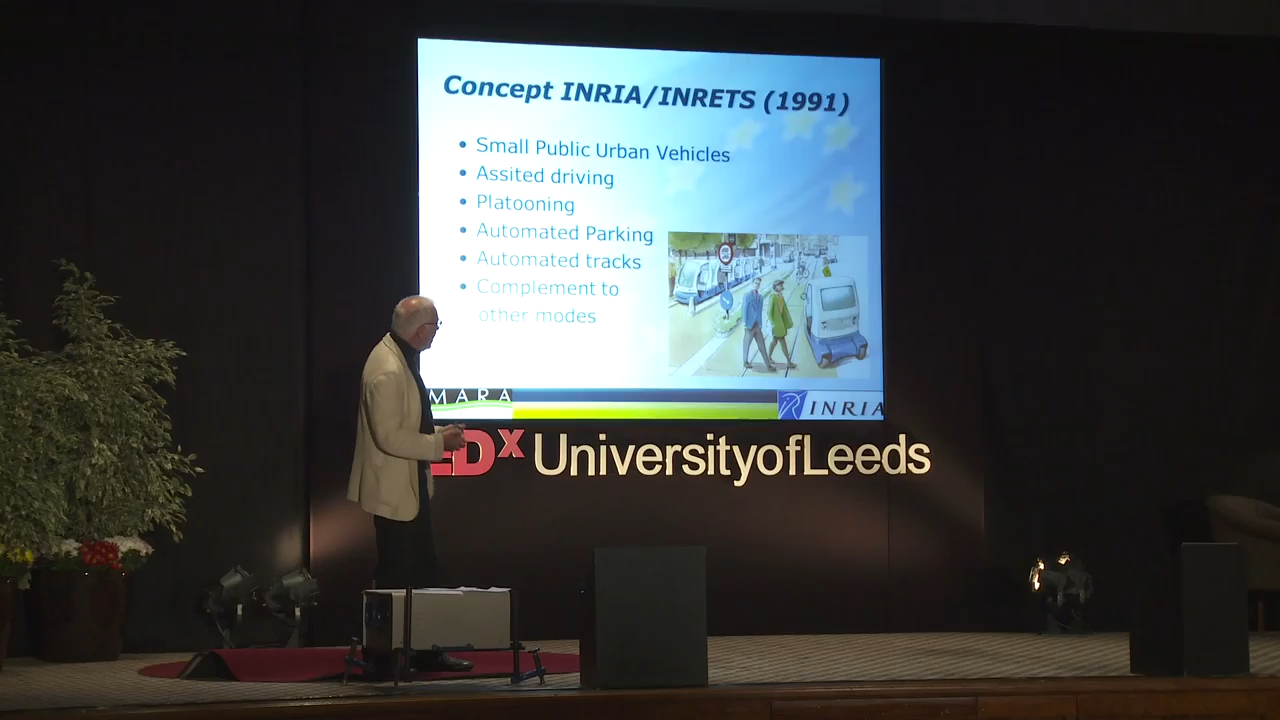 Concept INRIA/INRETS (1991)
• Small Public Urban Vehicles
• Assited driving
• Platooning
• Automated Parking
• Automated tracks
• Complement to
other modes
MARA
INRIA
EDx UniversityofLeeds